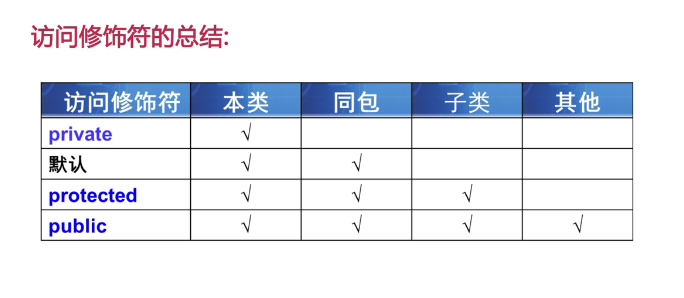 访问修饰符的总结:
访问修饰符 本类 同包 子类 其他
private √
默认 √ √
protected √ √ √
public √ √ √ √